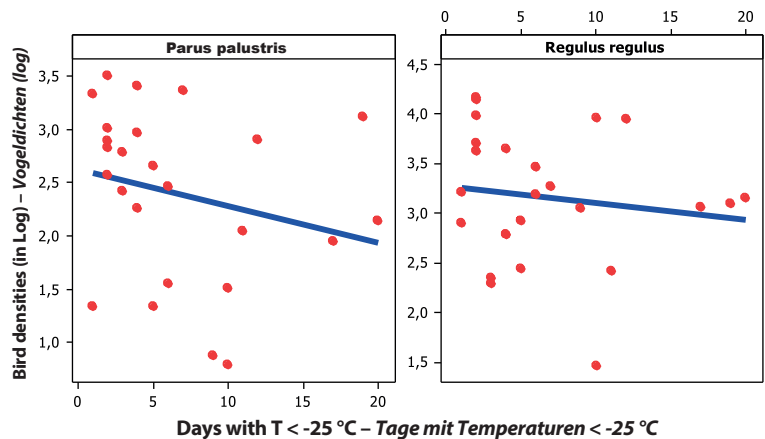 0 5 10 15 20
Parus palustris
Regulus regulus
Bird densities (in Log) – Vogeldichten (log)
3,5
3,0
2,5
2,0
1,5
1,0
4,5
4,0
3,5
3,0
2,5
2,0
1,5
0 5 10 15 20
Days with T < -25 °C – Tage mit Temperaturen < -25 °C